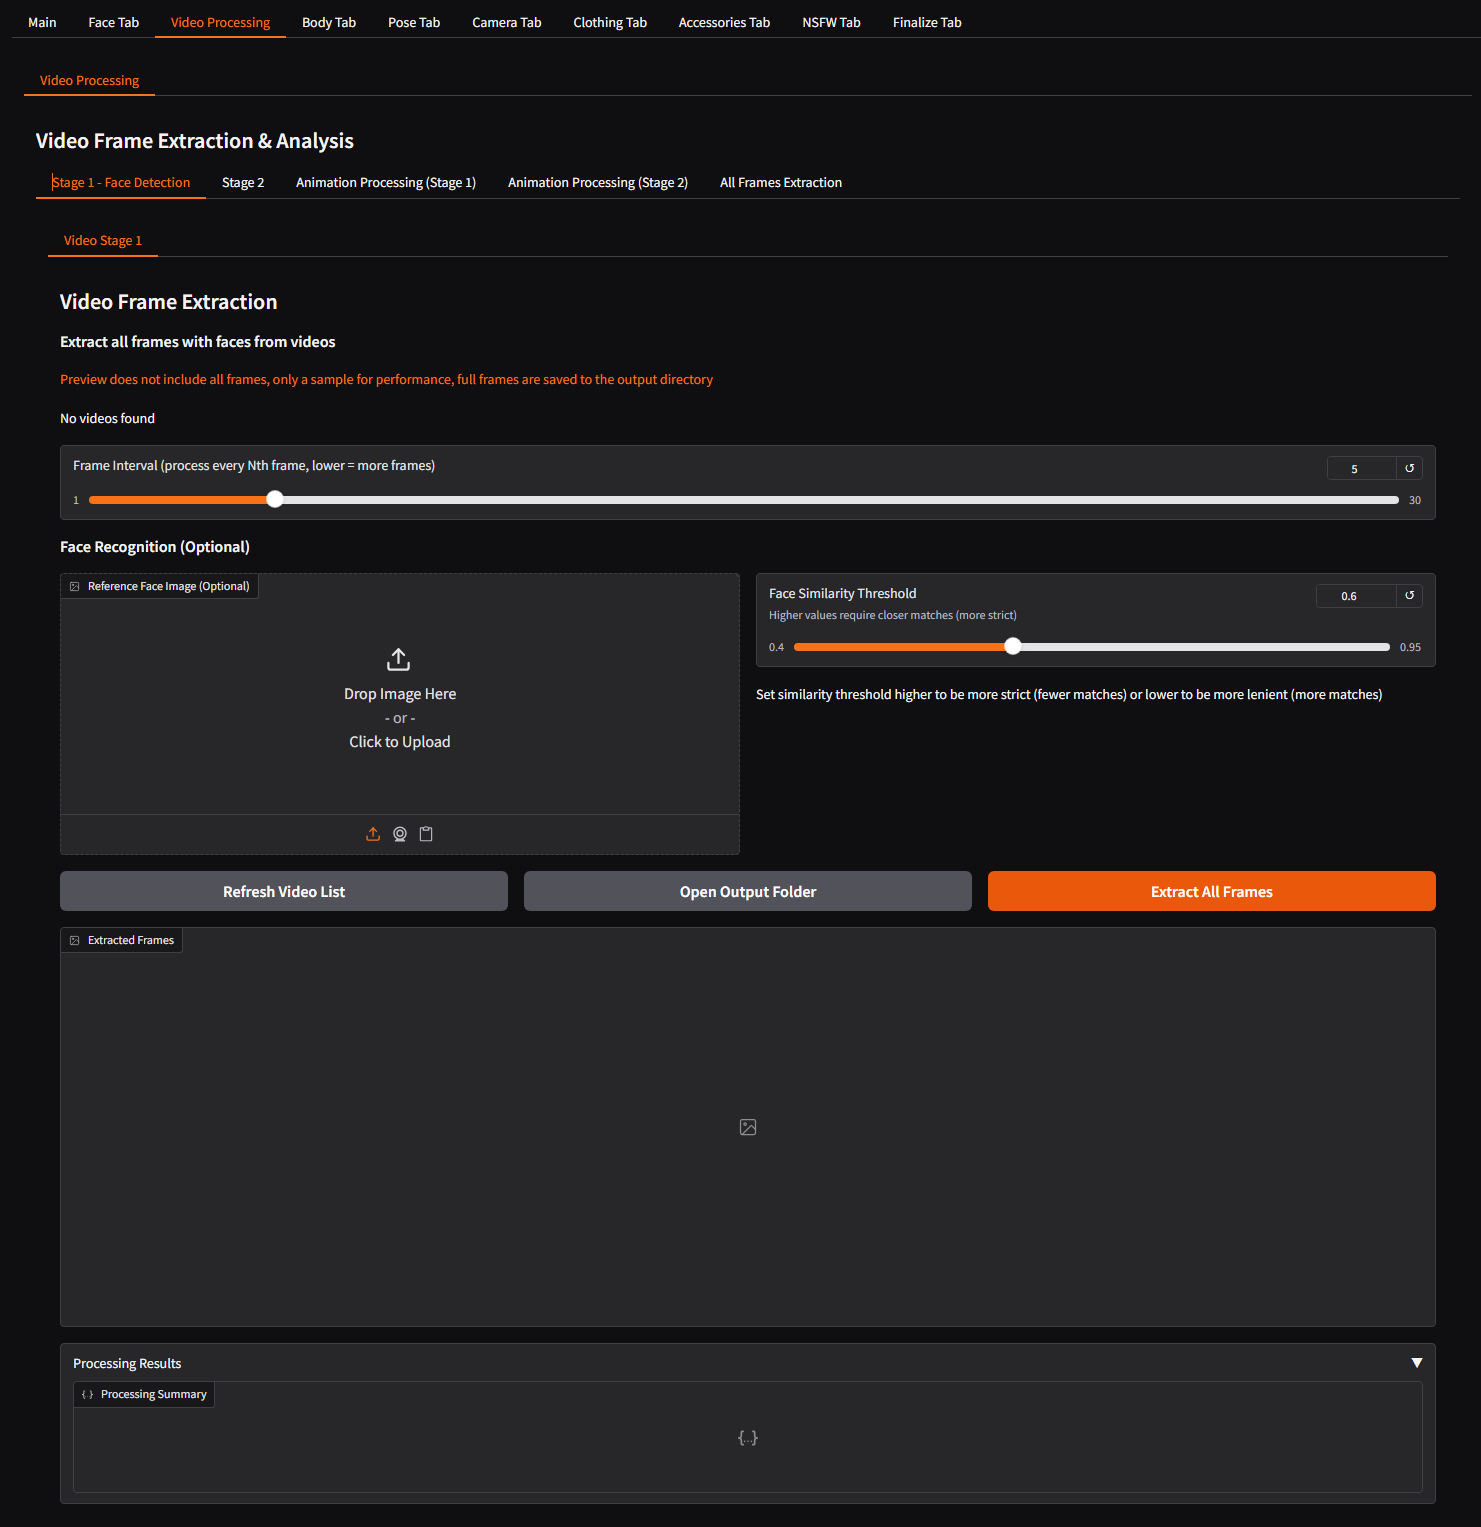 Main Face Tab Video Processing Body Tab Pose Tab Camera Tab Clothing Tab Accessories Tab NSFW Tab Finalize Tab
Video Processing
Video Frame Extraction & Analysis
Stage 1 - Face Detection Stage 2 Animation Processing (Stage 1) Animation Processing (Stage 2) All Frames Extraction
Video Stage 1
Video Frame Extraction
Extract all frames with faces from videos
Preview does not include all frames, only a sample for performance, full frames are saved to the output directory
No videos found
Frame Interval (process every Nth frame, lower = more frames) 5
1 30
Face Recognition (Optional)
Reference Face Image (Optional)
Drop Image Here
- or -
Click to Upload
Face Similarity Threshold 0.6
Higher values require closer matches (more strict)
0.4 0.95
Set similarity threshold higher to be more strict (fewer matches) or lower to be more lenient (more matches)
Refresh Video List Open Output Folder Extract All Frames
Extracted Frames
Processing Results
Processing Summary